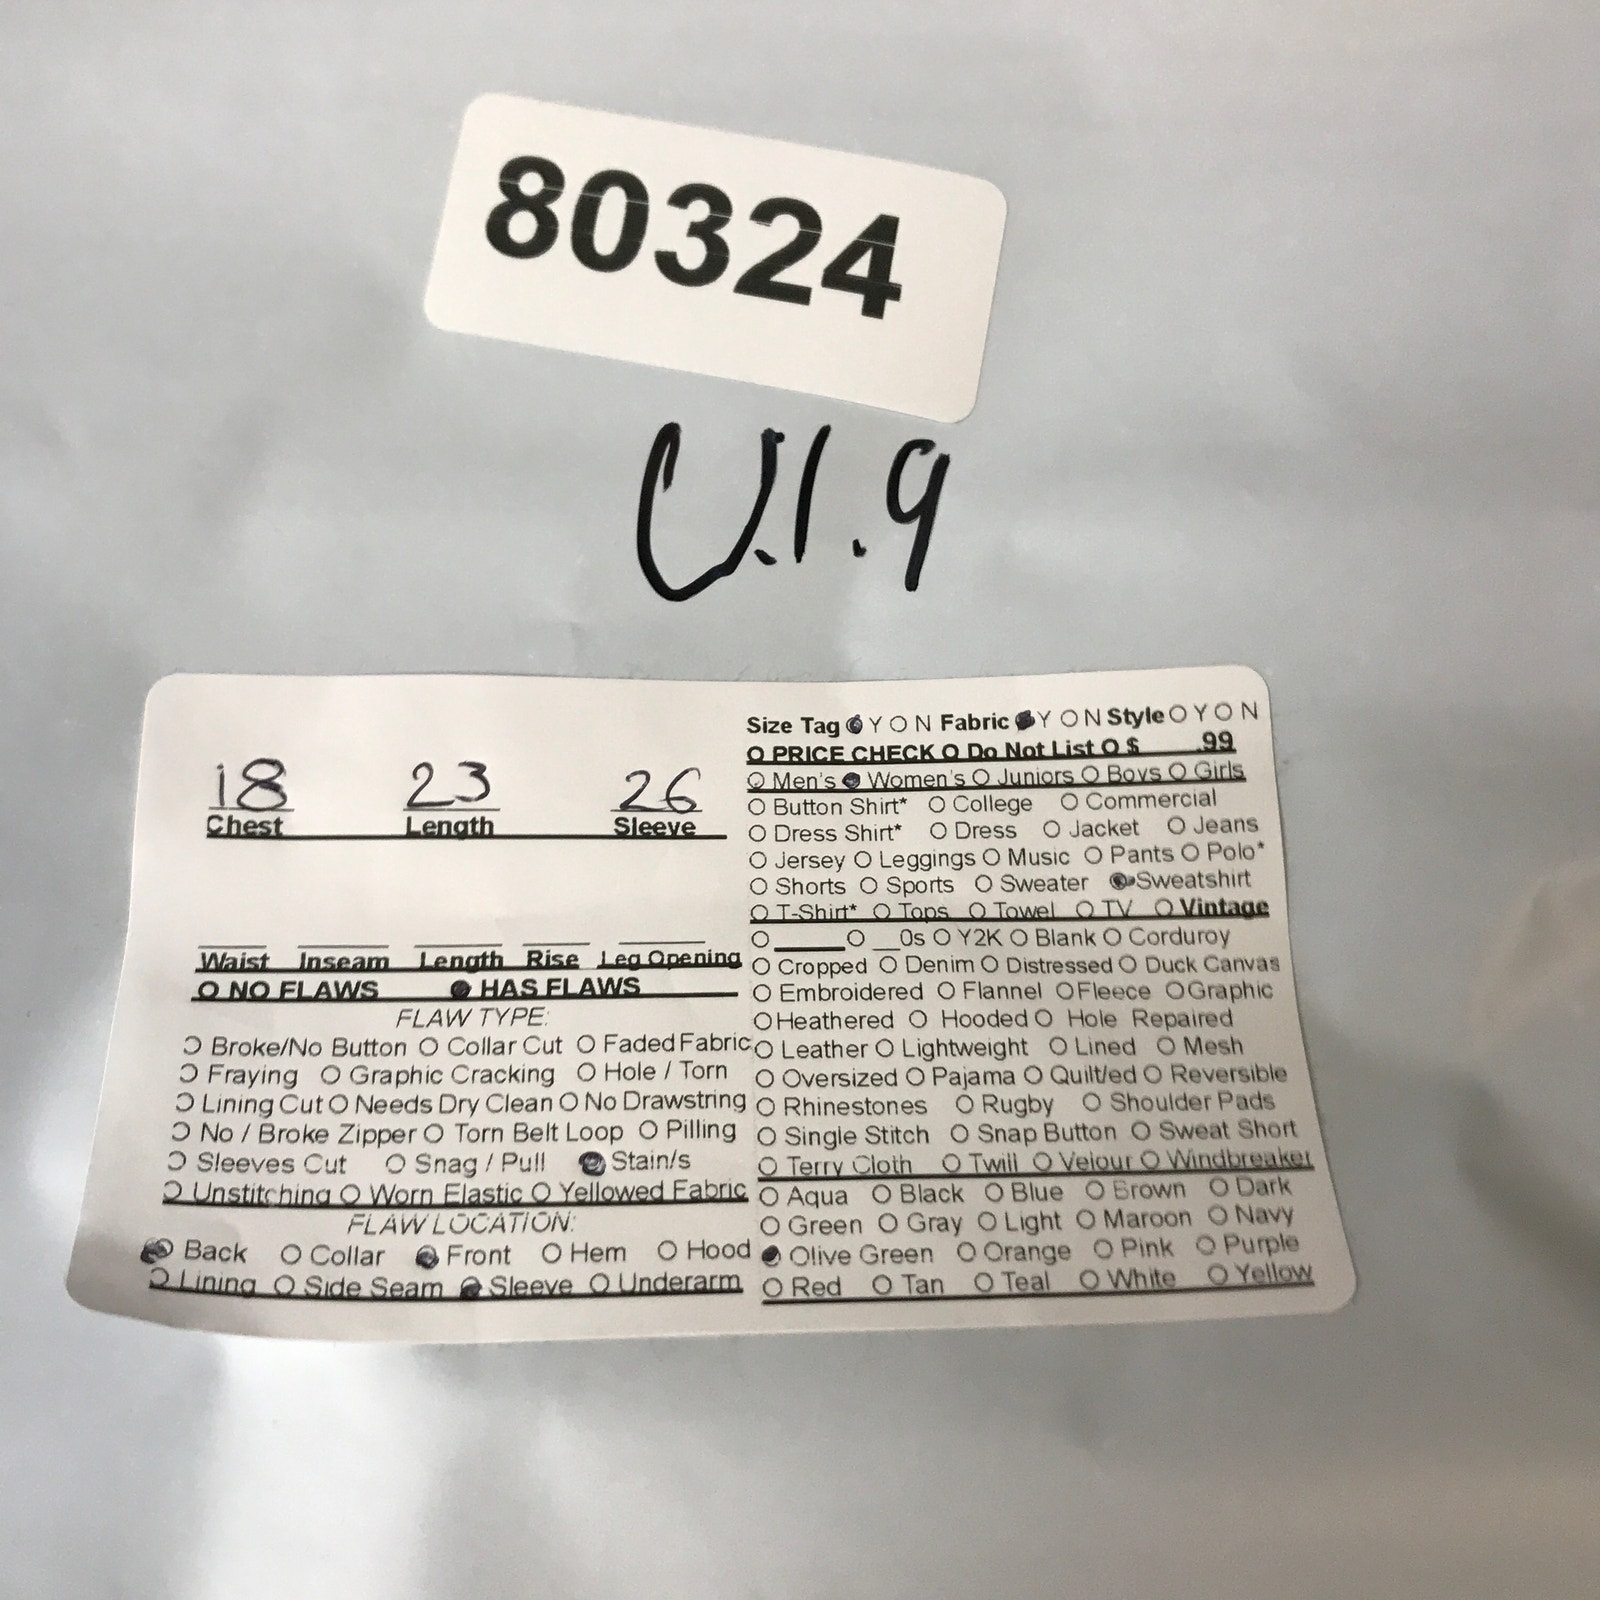 80324
U.1.9
18 23 26
Chest Length Sleeve
Waist Inseam Length Rise Leg Opening
O NO FLAWS ● HAS FLAWS
FLAW TYPE:
O Broke/No Button O Collar Cut O Faded Fabric
O Fraying O Graphic Cracking O Hole / Torn
O Lining Cut O Needs Dry Clean O No Drawstring
O No / Broke Zipper O Torn Belt Loop O Pilling
O Sleeves Cut O Snag / Pull ● Stain/s
O Unstitching O Worn Elastic O Yellowed Fabric
FLAW LOCATION:
● Back O Collar ● Front O Hem O Hood
O Lining O Side Seam ● Sleeve O Underarm
Size Tag ● Y O N Fabric ● Y O N Style O Y O N
O PRICE CHECK O Do Not List O $____.99
O Men's ● Women's O Juniors O Boys O Girls
O Button Shirt* O College O Commercial
O Dress Shirt* O Dress O Jacket O Jeans
O Jersey O Leggings O Music O Pants O Polo*
O Shorts O Sports O Sweater ● Sweatshirt
O T-Shirt* O Tops O Towel O TV O Vintage
O _____ O __0s O Y2K O Blank O Corduroy
O Cropped O Denim O Distressed O Duck Canvas
O Embroidered O Flannel O Fleece O Graphic
O Heathered O Hooded O Hole Repaired
O Leather O Lightweight O Lined O Mesh
O Oversized O Pajama O Quilt/ed O Reversible
O Rhinestones O Rugby O Shoulder Pads
O Single Stitch O Snap Button O Sweat Short
O Terry Cloth O Twill O Velour O Windbreaker
O Aqua O Black O Blue O Brown O Dark
O Green O Gray O Light O Maroon O Navy
● Olive Green O Orange O Pink O Purple
O Red O Tan O Teal O White O Yellow